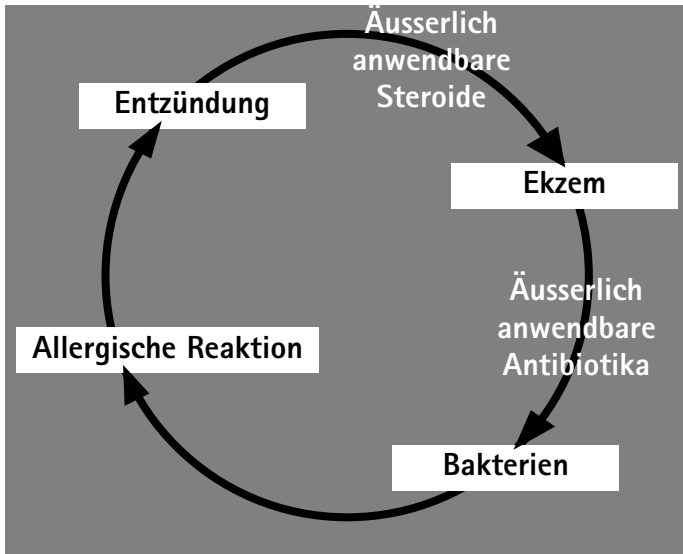 Äusserlich
anwendbare
Steroide
Entzündung
Ekzem
Äusserlich
anwendbare
Antibiotika
Allergische Reaktion
Bakterien